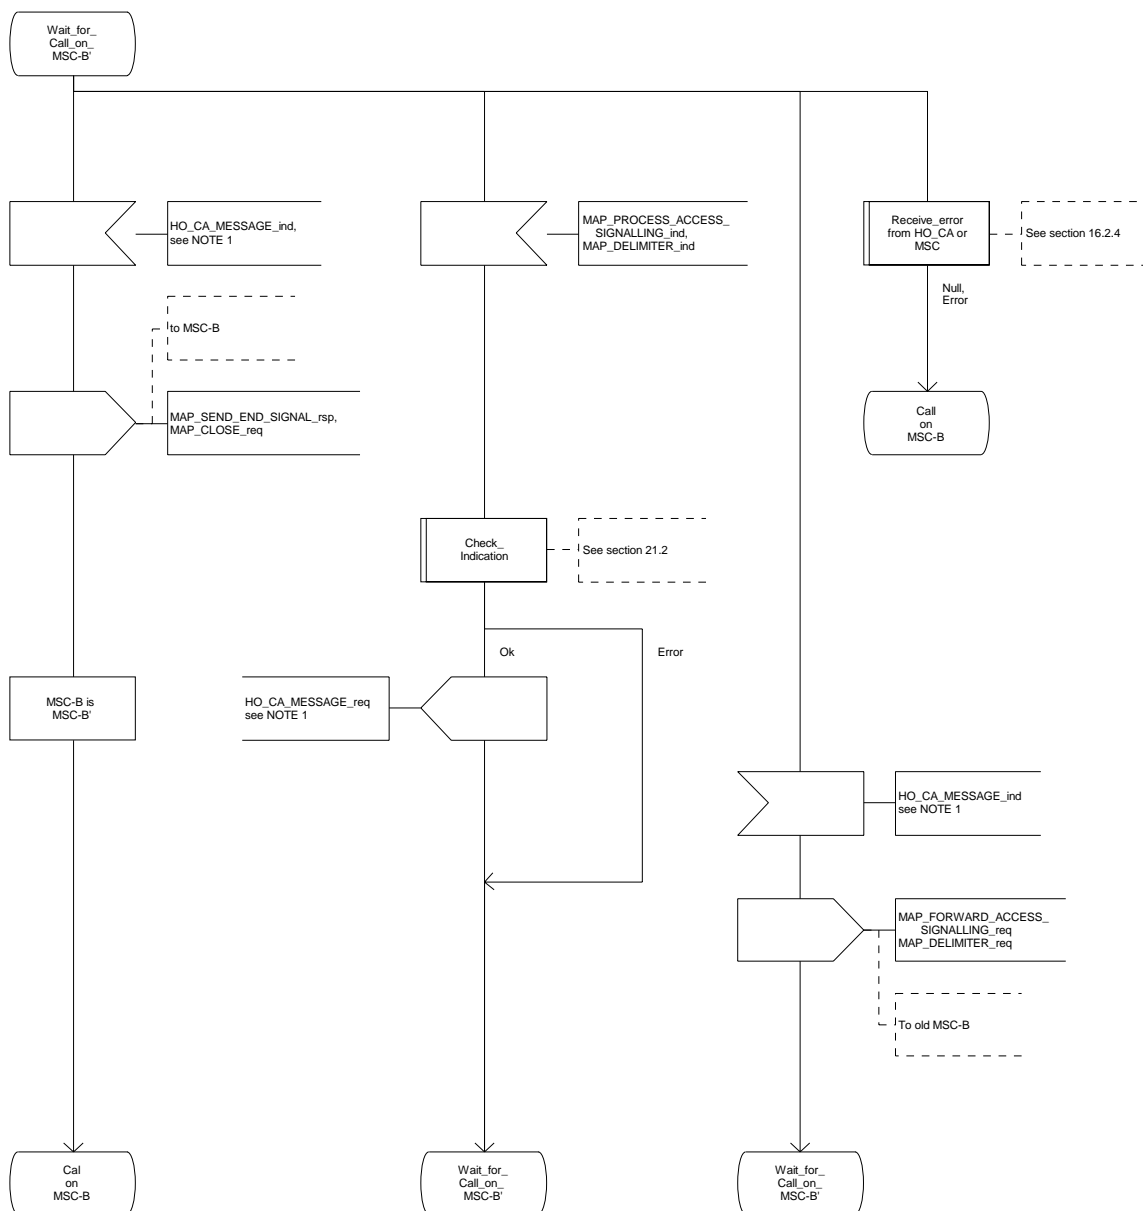 Wait_for_
Call_on_
MSC-B'
HO_CA_MESSAGE_ind,
see NOTE 1
MAP_PROCESS_ACCESS_
SIGNALLING_ind,
MAP_DELIMITER_ind
Receive_error
from HO_CA or
MSC
See section 16.2.4
Null,
Error
to MSC-B
MAP_SEND_END_SIGNAL_rsp,
MAP_CLOSE_req
Call
on
MSC-B
Check_
Indication
See section 21.2
Ok
Error
MSC-B is
MSC-B'
HO_CA_MESSAGE_req
see NOTE 1
HO_CA_MESSAGE_ind
see NOTE 1
MAP_FORWARD_ACCESS_
SIGNALLING_req
MAP_DELIMITER_req
To old MSC-B
Cal
on
MSC-B
Wait_for_
Call_on_
MSC-B'
Wait_for_
Call_on_
MSC-B'